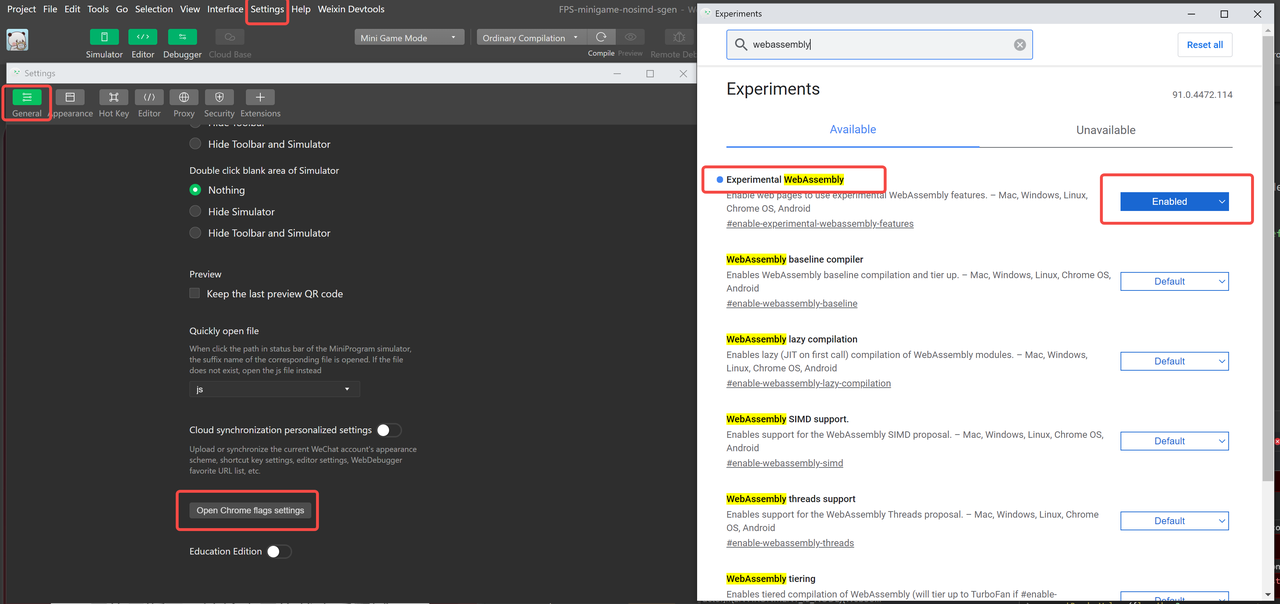 Project File Edit Tools Go Selection View Interface Settings Help Weixin Devtools
FPS-minigame-nosimd-sgen
Simulator Editor Debugger Cloud Base
Mini Game Mode
Ordinary Compilation
Compile Preview Remote Deb
Settings
General Appearance Hot Key Editor Proxy Security Extensions
Hide Toolbar
Hide Toolbar and Simulator
Double click blank area of Simulator
Nothing
Hide Simulator
Hide Toolbar and Simulator
Preview
Keep the last preview QR code
Quickly open file
When click the path in status bar of the MiniProgram simulator,
the suffix name of the corresponding file is opened. If the file
does not exist, open the js file instead
js
Cloud synchronization personalized settings
Upload or synchronize the current WeChat account's appearance
scheme, shortcut key settings, editor settings, WebDebugger
favorite URL list, etc.
Open Chrome flags settings
Education Edition
Experiments
webassembly
Reset all
Experiments
91.0.4472.114
Available
Unavailable
Experimental WebAssembly
Enable web pages to use experimental WebAssembly features. – Mac, Windows, Linux,
Chrome OS, Android
#enable-experimental-webassembly-features
Enabled
WebAssembly baseline compiler
Enables WebAssembly baseline compilation and tier up. – Mac, Windows, Linux, Chrome OS,
Android
#enable-webassembly-baseline
Default
WebAssembly lazy compilation
Enables lazy (JIT on first call) compilation of WebAssembly modules. – Mac, Windows,
Linux, Chrome OS, Android
#enable-webassembly-lazy-compilation
Default
WebAssembly SIMD support.
Enables support for the WebAssembly SIMD proposal. – Mac, Windows, Linux, Chrome OS,
Android
#enable-webassembly-simd
Default
WebAssembly threads support
Enables support for the WebAssembly Threads proposal. – Mac, Windows, Linux, Chrome
OS, Android
#enable-webassembly-threads
Default
WebAssembly tiering
Enables tiered compilation of WebAssembly (will tier up to TurboFan if #enable-
Default